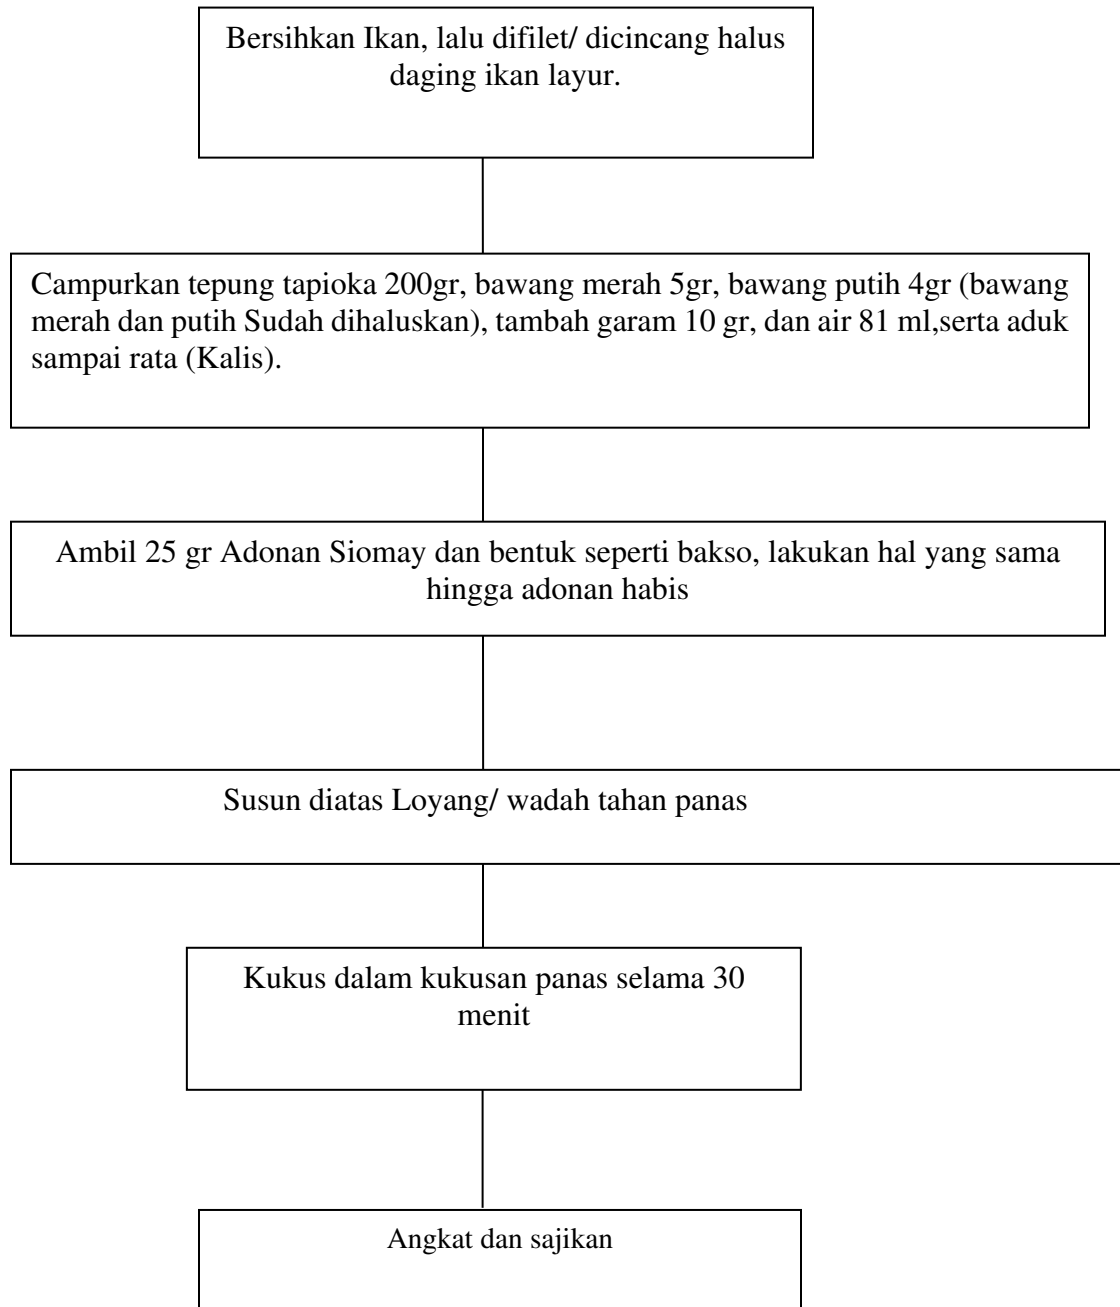 Bersihkan Ikan, lalu difilet/ dicincang halus
daging ikan layur.
Campurkan tepung tapioka 200gr, bawang merah 5gr, bawang putih 4gr (bawang
merah dan putih Sudah dihaluskan), tambah garam 10 gr, dan air 81 ml,serta aduk
sampai rata (Kalis).
Ambil 25 gr Adonan Siomay dan bentuk seperti bakso, lakukan hal yang sama
hingga adonan habis
Susun diatas Loyang/ wadah tahan panas
Kukus dalam kukusan panas selama 30
menit
Angkat dan sajikan